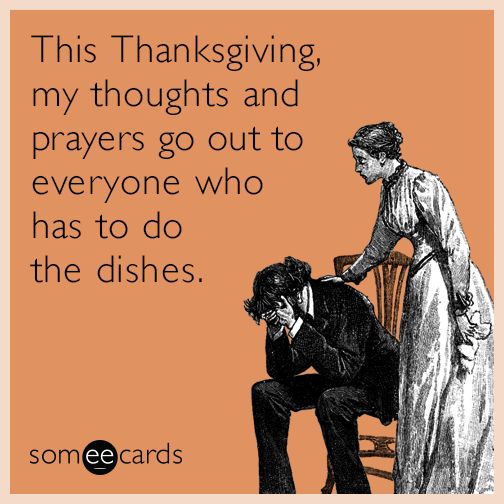 This Thanksgiving,
my thoughts and
prayers go out to
everyone who
has to do
the dishes.
someecards